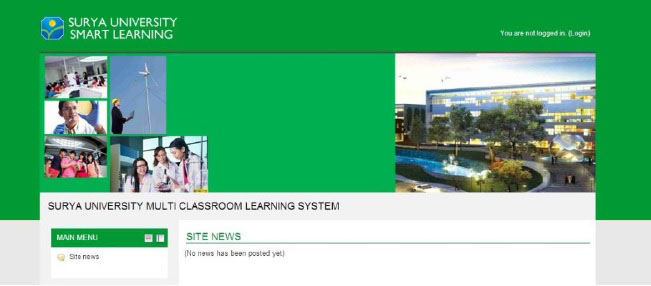 SURYA UNIVERSITY
SMART LEARNING
You are not logged in. (Login)
SURYA UNIVERSITY MULTI CLASSROOM LEARNING SYSTEM
MAIN MENU
SITE NEWS
Site news
(No news has been posted yet)